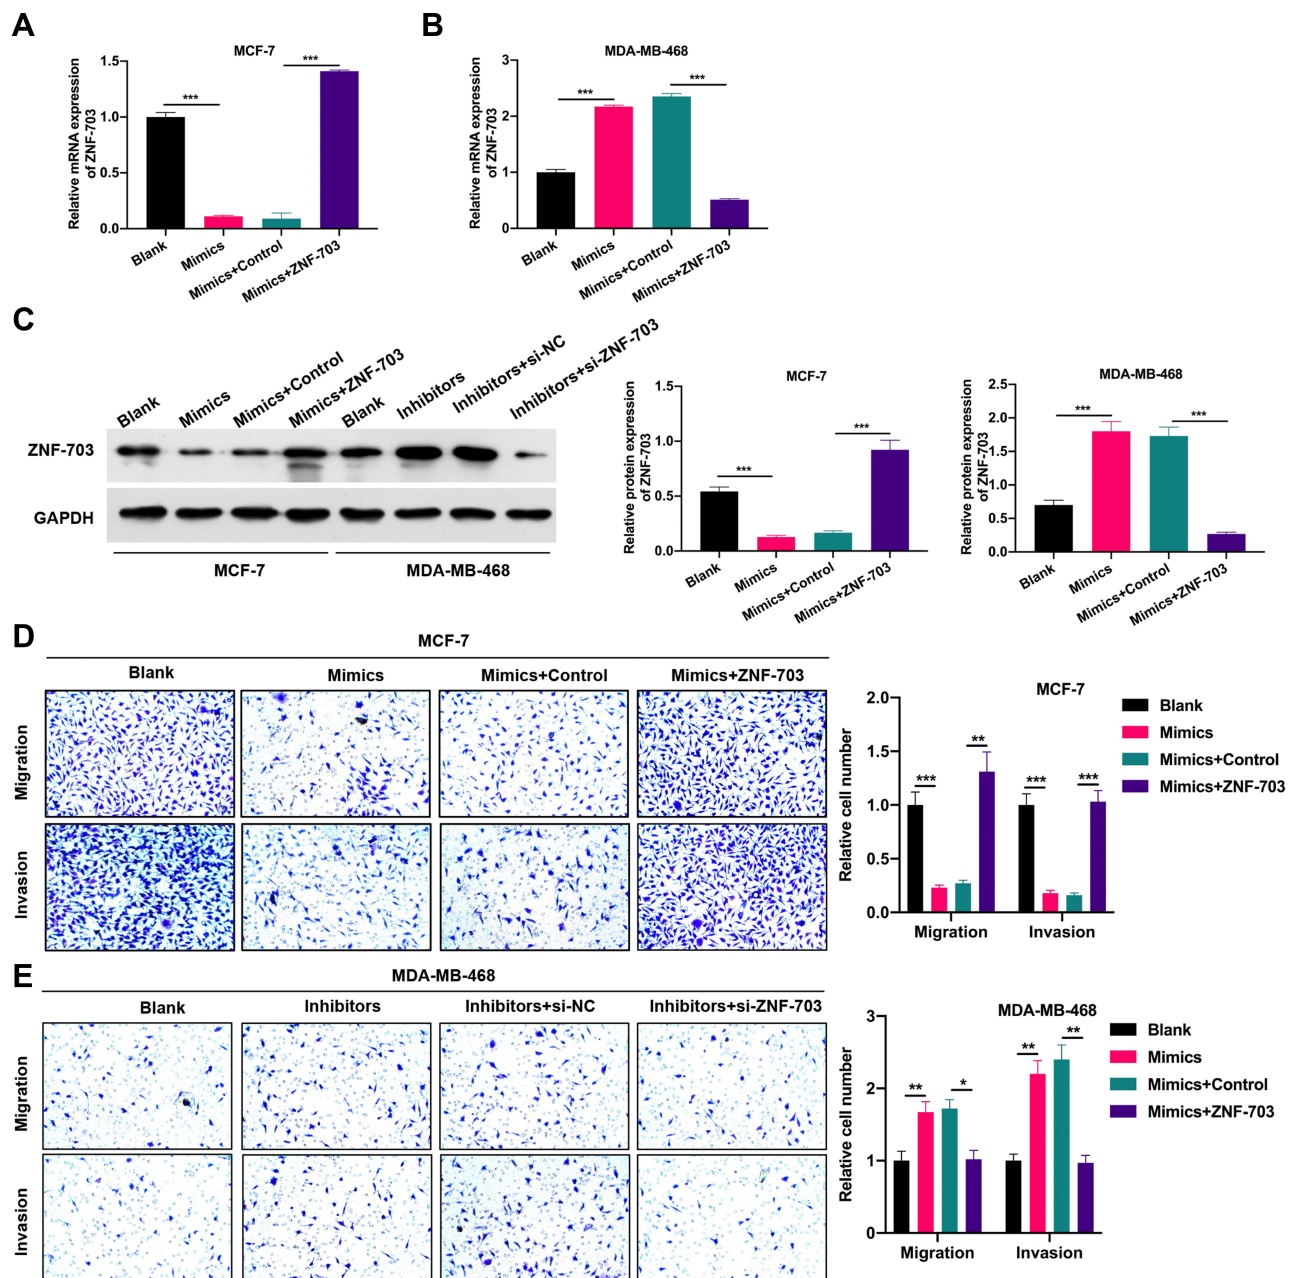 A
MCF-7
Relative mRNA expression
of ZNF-703
1.5
1.0
0.5
0.0
***
***
Blank
Mimics
Mimics+Control
Mimics+ZNF-703
B
MDA-MB-468
Relative mRNA expression
of ZNF-703
3
2
1
0
***
***
Blank
Mimics
Mimics+Control
Mimics+ZNF-703
C
Blank
Mimics
Mimics+Control
Mimics+ZNF-703
Blank
Inhibitors
Inhibitors+si-NC
Inhibitors+si-ZNF-703
ZNF-703
GAPDH
MCF-7
MDA-MB-468
MCF-7
Relative protein expression
of ZNF-703
1.5
1.0
0.5
0.0
***
***
Blank
Mimics
Mimics+Control
Mimics+ZNF-703
MDA-MB-468
Relative protein expression
of ZNF-703
2.5
2.0
1.5
1.0
0.5
0.0
***
***
Blank
Mimics
Mimics+Control
Mimics+ZNF-703
D
MCF-7
Blank
Mimics
Mimics+Control
Mimics+ZNF-703
Migration
Invasion
MCF-7
Relative cell number
2.0
1.5
1.0
0.5
0.0
***
**
***
***
Migration
Invasion
Blank
Mimics
Mimics+Control
Mimics+ZNF-703
E
MDA-MB-468
Blank
Inhibitors
Inhibitors+si-NC
Inhibitors+si-ZNF-703
Migration
Invasion
MDA-MB-468
Relative cell number
3
2
1
0
**
*
**
**
Migration
Invasion
Blank
Mimics
Mimics+Control
Mimics+ZNF-703